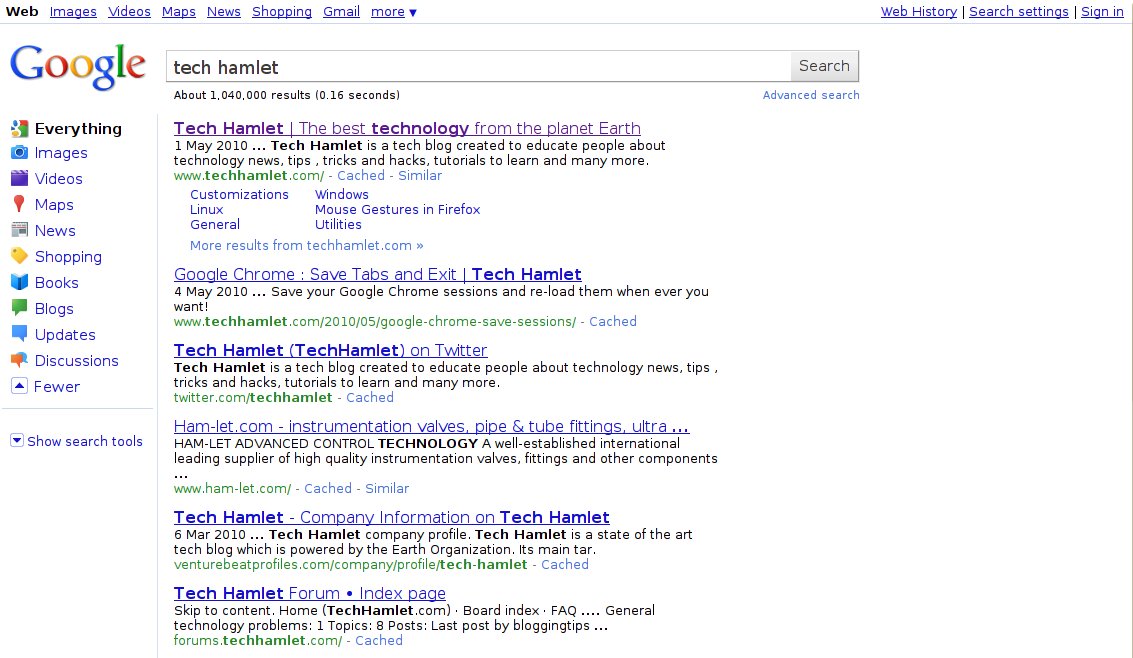 Web Images Videos Maps News Shopping Gmail more ▼
Web History | Search settings | Sign in
Google
tech hamlet
Search
About 1,040,000 results (0.16 seconds)
Advanced search
Everything
Images
Videos
Maps
News
Shopping
Books
Blogs
Updates
Discussions
Fewer
Show search tools
Tech Hamlet | The best technology from the planet Earth
1 May 2010 ... Tech Hamlet is a tech blog created to educate people about
technology news, tips , tricks and hacks, tutorials to learn and many more.
www.techhamlet.com/ - Cached - Similar
Customizations Windows
Linux Mouse Gestures in Firefox
General Utilities
More results from techhamlet.com »
Google Chrome : Save Tabs and Exit | Tech Hamlet
4 May 2010 ... Save your Google Chrome sessions and re-load them when ever you
want!
www.techhamlet.com/2010/05/google-chrome-save-sessions/ - Cached
Tech Hamlet (TechHamlet) on Twitter
Tech Hamlet is a tech blog created to educate people about technology news, tips ,
tricks and hacks, tutorials to learn and many more.
twitter.com/techhamlet - Cached
Ham-let.com - instrumentation valves, pipe & tube fittings, ultra ...
HAM-LET ADVANCED CONTROL TECHNOLOGY A well-established international
leading supplier of high quality instrumentation valves, fittings and other components
...
www.ham-let.com/ - Cached - Similar
Tech Hamlet - Company Information on Tech Hamlet
6 Mar 2010 ... Tech Hamlet company profile. Tech Hamlet is a state of the art
tech blog which is powered by the Earth Organization. Its main tar.
venturebeatprofiles.com/company/profile/tech-hamlet - Cached
Tech Hamlet Forum • Index page
Skip to content. Home (TechHamlet.com) · Board index · FAQ .... General
technology problems: 1 Topics: 8 Posts: Last post by bloggingtips ...
forums.techhamlet.com/ - Cached